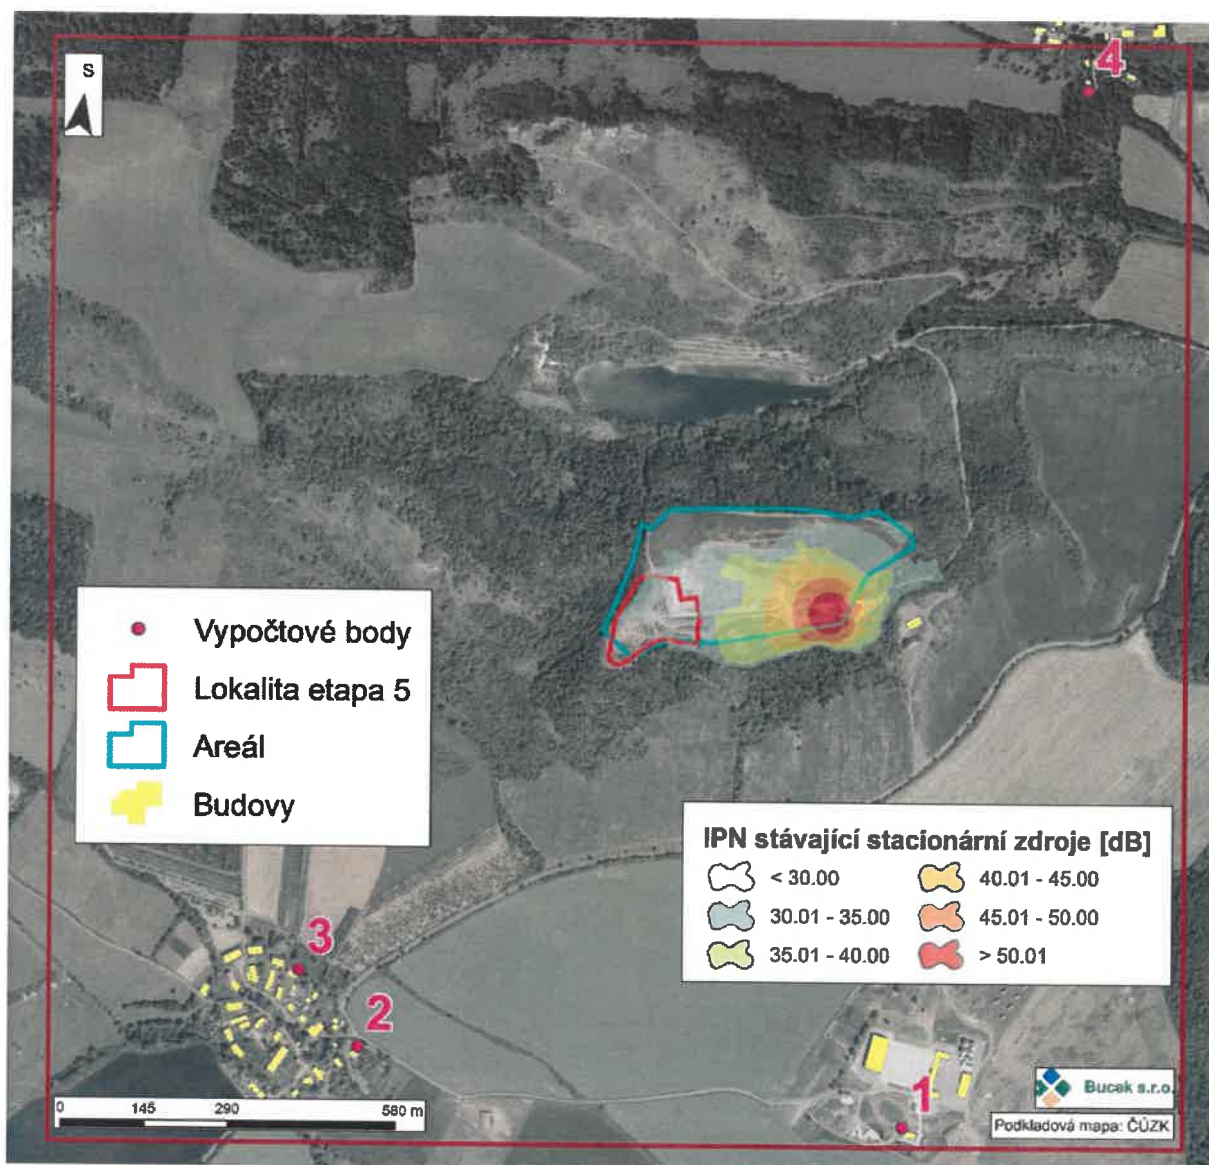 S
4
Vypočtové body
Lokalita etapa 5
Areál
Budovy
IPN stávající stacionární zdroje [dB]
< 30.00
40.01 - 45.00
30.01 - 35.00
45.01 - 50.00
35.01 - 40.00
> 50.01
3
2
1
0 145 290 580 m
Bucek s.r.o.
Podkladová mapa: ČÚZK